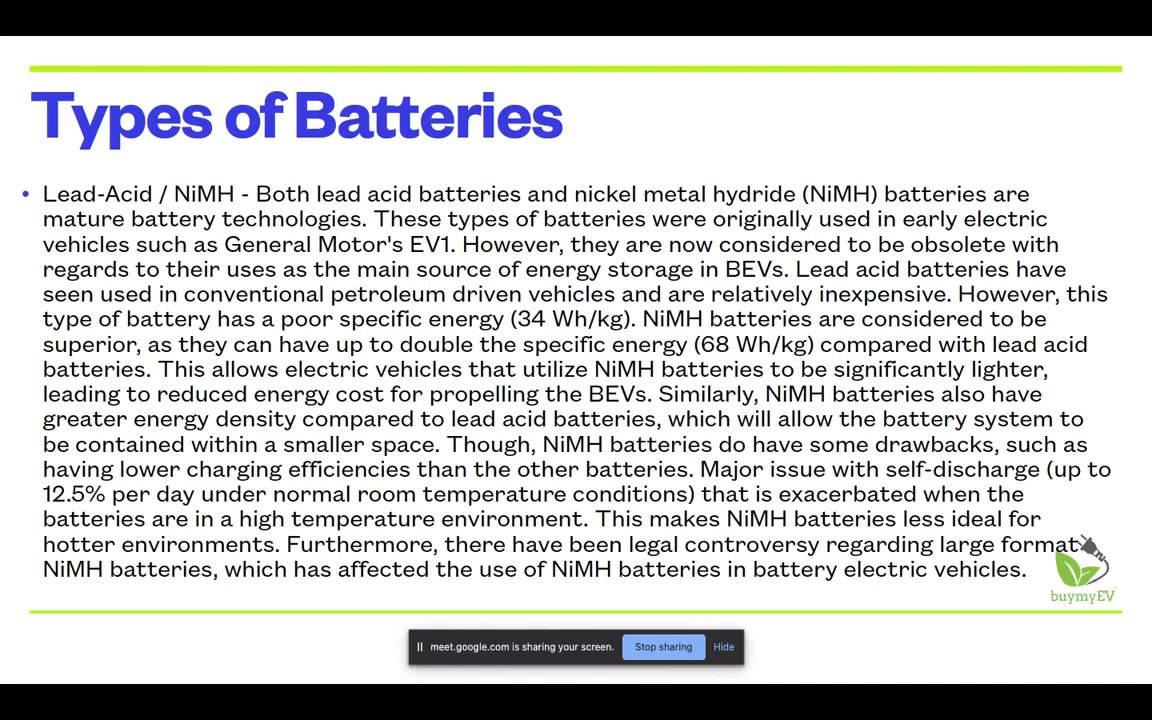 Types of Batteries
• Lead-Acid / NiMH - Both lead acid batteries and nickel metal hydride (NiMH) batteries are
mature battery technologies. These types of batteries were originally used in early electric
vehicles such as General Motor's EV1. However, they are now considered to be obsolete with
regards to their uses as the main source of energy storage in BEVs. Lead acid batteries have
seen used in conventional petroleum driven vehicles and are relatively inexpensive. However, this
type of battery has a poor specific energy (34 Wh/kg). NiMH batteries are considered to be
superior, as they can have up to double the specific energy (68 Wh/kg) compared with lead acid
batteries. This allows electric vehicles that utilize NiMH batteries to be significantly lighter,
leading to reduced energy cost for propelling the BEVs. Similarly, NiMH batteries also have
greater energy density compared to lead acid batteries, which will allow the battery system to
be contained within a smaller space. Though, NiMH batteries do have some drawbacks, such as
having lower charging efficiencies than the other batteries. Major issue with self-discharge (up to
12.5% per day under normal room temperature conditions) that is exacerbated when the
batteries are in a high temperature environment. This makes NiMH batteries less ideal for
hotter environments. Furthermore, there have been legal controversy regarding large format
NiMH batteries, which has affected the use of NiMH batteries in battery electric vehicles.
buymyEV
meet.google.com is sharing your screen. Stop sharing Hide